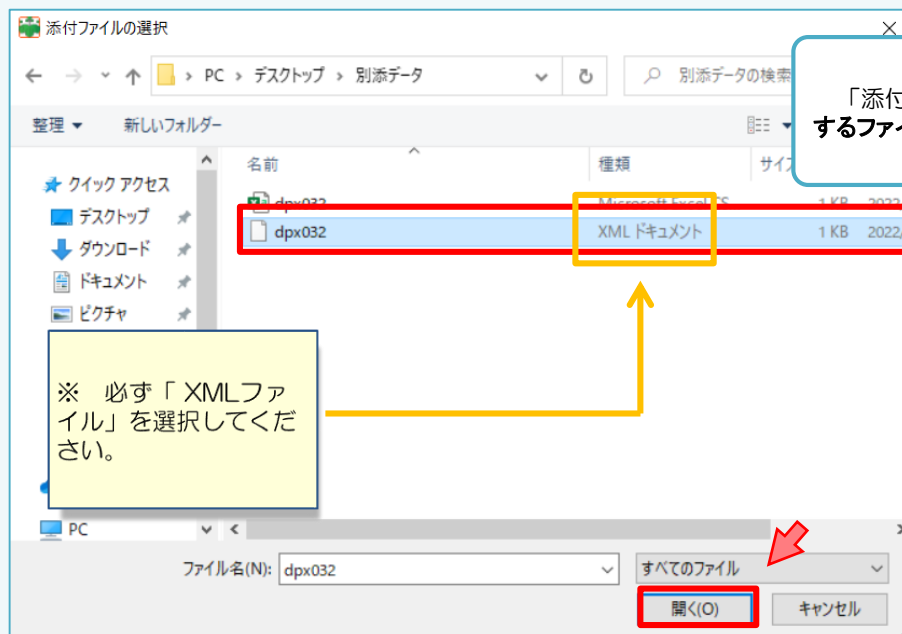 添付ファイルの選択
PC › デスクトップ › 別添データ
別添データの検索
「添付
するファイ
整理
新しいフォルダー
名前
種類
サイズ
クイック アクセス
デスクトップ
ダウンロード
ドキュメント
ピクチャ
dpx032
Microsoft Excel CS
1 KB
2022
dpx032
XML ドキュメント
1 KB
2022/
※ 必ず「 XMLファ
イル」を選択してくだ
さい。
PC
ファイル名(N):
dpx032
すべてのファイル
開く(O)
キャンセル